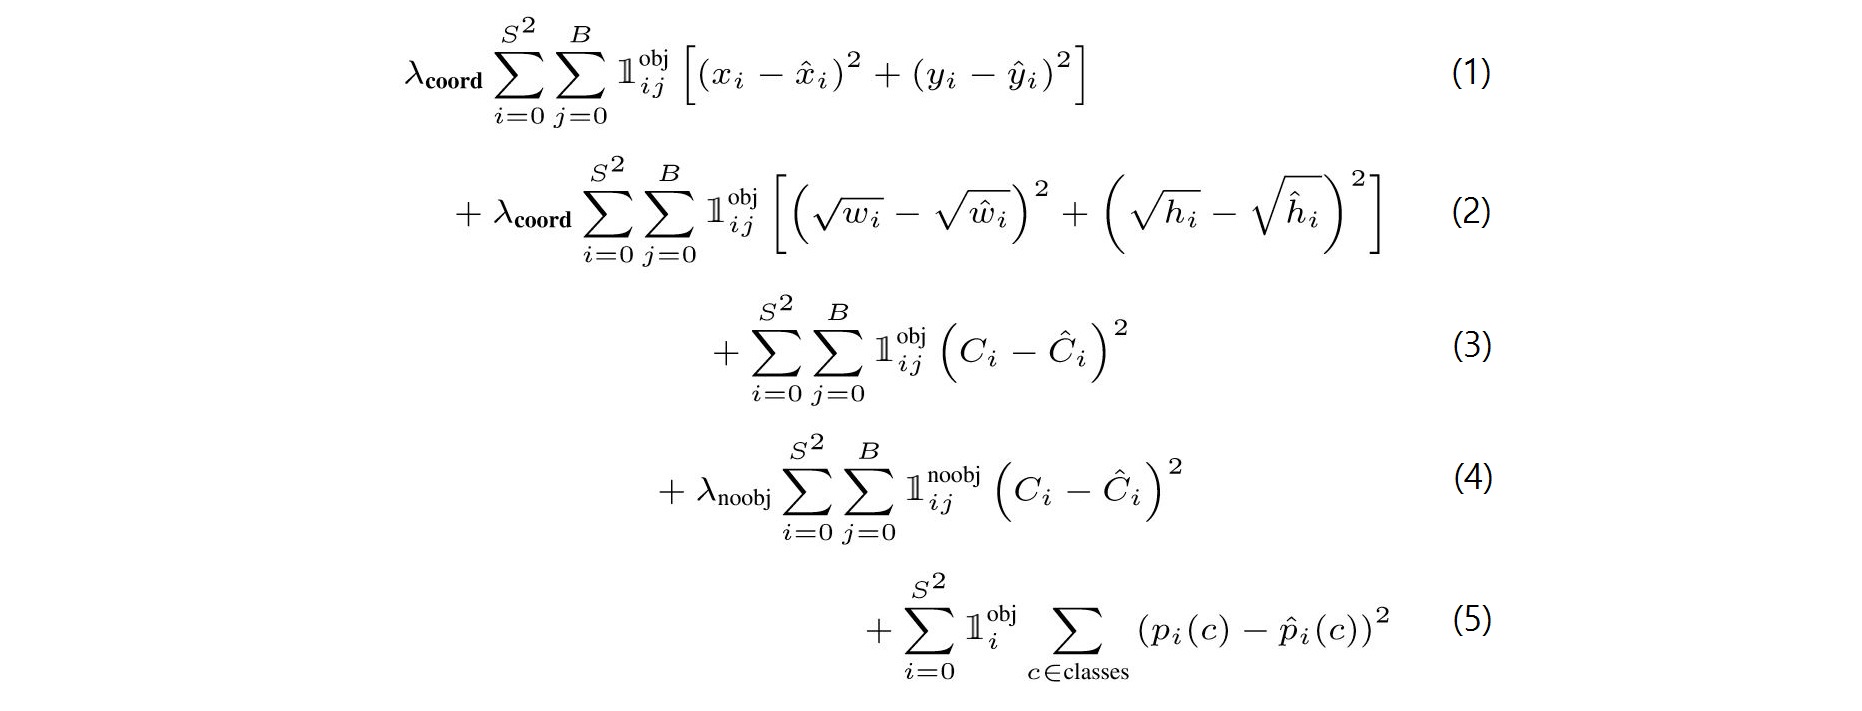 λcoord ∑_{i=0}^{S²} ∑_{j=0}^{B} 𝟙_{ij}^{obj} [(x_i − x̂_i)² + (y_i − ŷ_i)²] (1)
+ λcoord ∑_{i=0}^{S²} ∑_{j=0}^{B} 𝟙_{ij}^{obj} [(√w_i − √ŵ_i)² + (√h_i − √ĥ_i)²] (2)
+ ∑_{i=0}^{S²} ∑_{j=0}^{B} 𝟙_{ij}^{obj} (C_i − Ĉ_i)² (3)
+ λnoobj ∑_{i=0}^{S²} ∑_{j=0}^{B} 𝟙_{ij}^{noobj} (C_i − Ĉ_i)² (4)
+ ∑_{i=0}^{S²} 𝟙_{i}^{obj} ∑_{c∈classes} (p_i(c) − p̂_i(c))² (5)